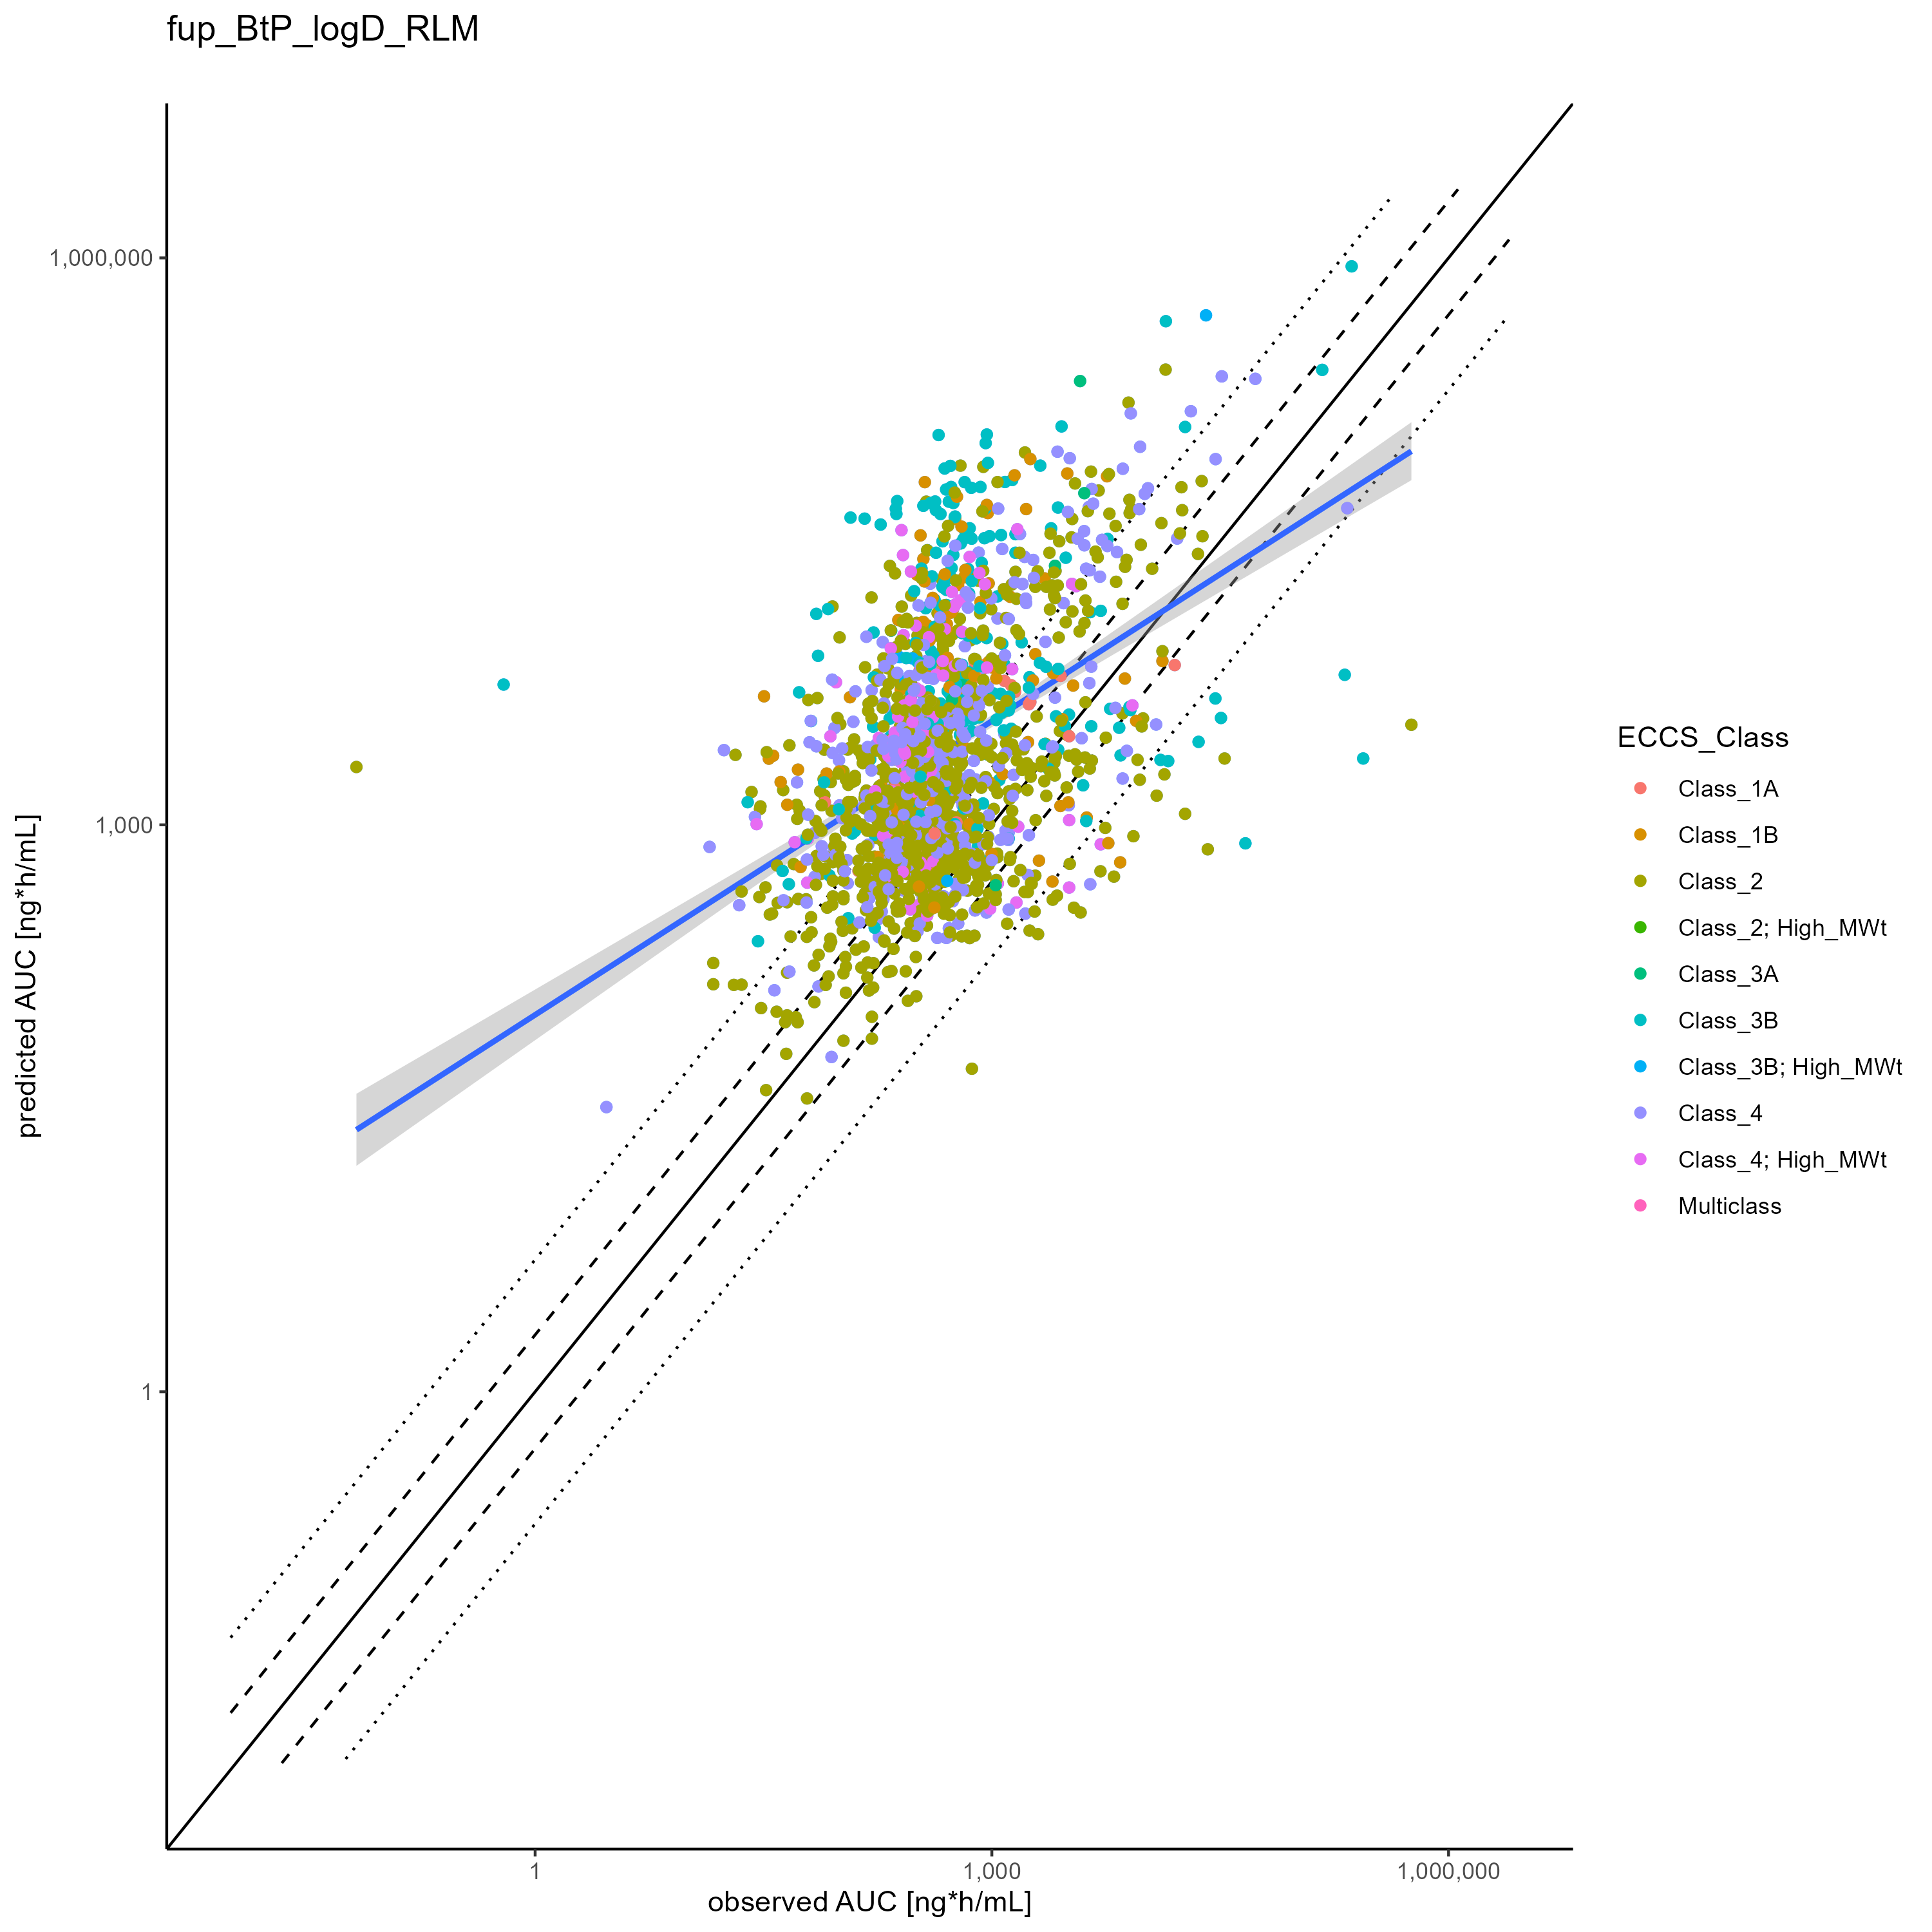 fup_BtP_logD_RLM
predicted AUC [ng*h/mL]
1,000,000
1,000
1
1
1,000
1,000,000
observed AUC [ng*h/mL]
ECCS_Class
Class_1A
Class_1B
Class_2
Class_2; High_MWt
Class_3A
Class_3B
Class_3B; High_MWt
Class_4
Class_4; High_MWt
Multiclass